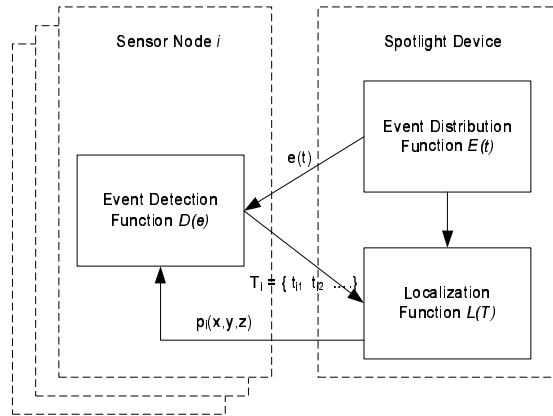 Sensor Node i
Spotlight Device
Event Distribution
Function E(t)
e(t)
Event Detection
Function D(e)
T_i = { t_i1 t_i2 ....}
Localization
Function L(T)
p_i(x,y,z)